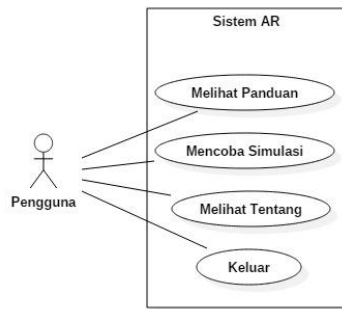 Sistem AR
Melihat Panduan
Mencoba Simulasi
Pengguna
Melihat Tentang
Keluar